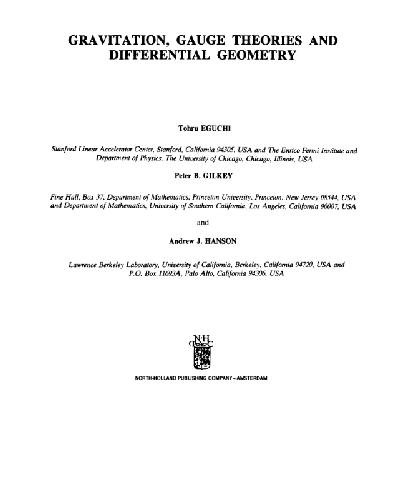 GRAVITATION, GAUGE THEORIES AND
DIFFERENTIAL GEOMETRY
Tohru EGUCHI
Stanford Linear Accelerator Center, Stanford, California 94305, USA and The Enrico Fermi Institute and
Department of Physics, The University of Chicago, Chicago, Illinois, USA
Peter B. GILKEY
Fine Hall, Box 37, Department of Mathematics, Princeton University, Princeton, New Jersey 08544, USA
and Department of Mathematics, University of Southern California, Los Angeles, California 90007, USA
and
Andrew J. HANSON
Lawrence Berkeley Laboratory, University of California, Berkeley, California 94720, USA and
P.O. Box 11693A, Palo Alto, California 94306, USA
NORTH-HOLLAND PUBLISHING COMPANY – AMSTERDAM